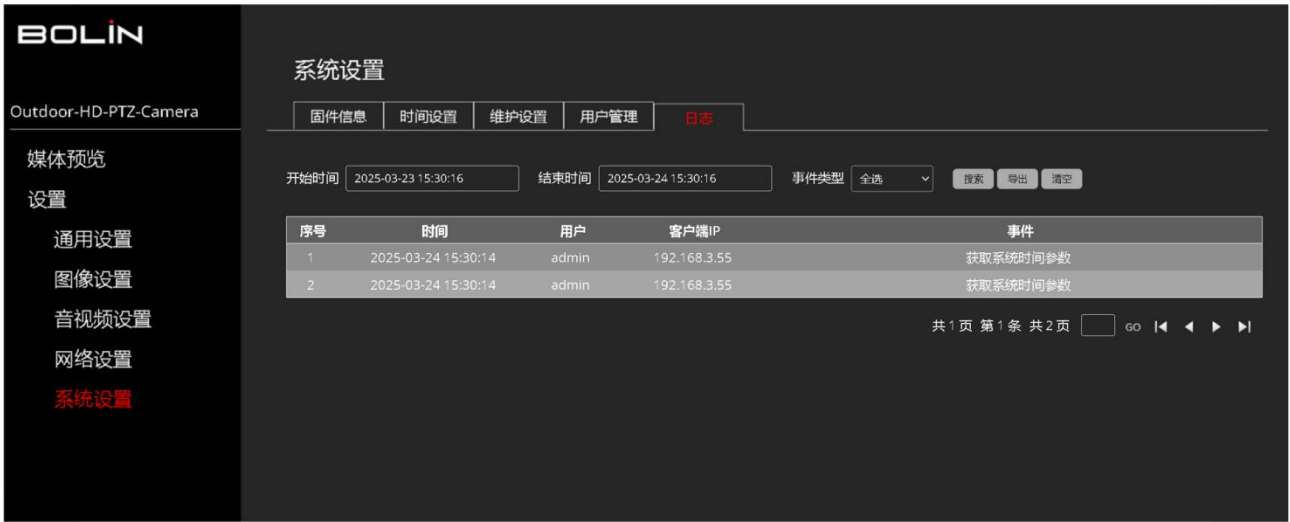 BOLIN
Outdoor-HD-PTZ-Camera
媒体预览
设置
通用设置
图像设置
音视频设置
网络设置
系统设置
系统设置
固件信息 时间设置 维护设置 用户管理 日志
开始时间 2025-03-23 15:30:16 结束时间 2025-03-24 15:30:16 事件类型 全选 搜索 导出 清空
序号 时间 用户 客户端IP 事件
1 2025-03-24 15:30:14 admin 192.168.3.55 获取系统时间参数
2 2025-03-24 15:30:14 admin 192.168.3.55 获取系统时间参数
共1页 第1条 共2页 GO